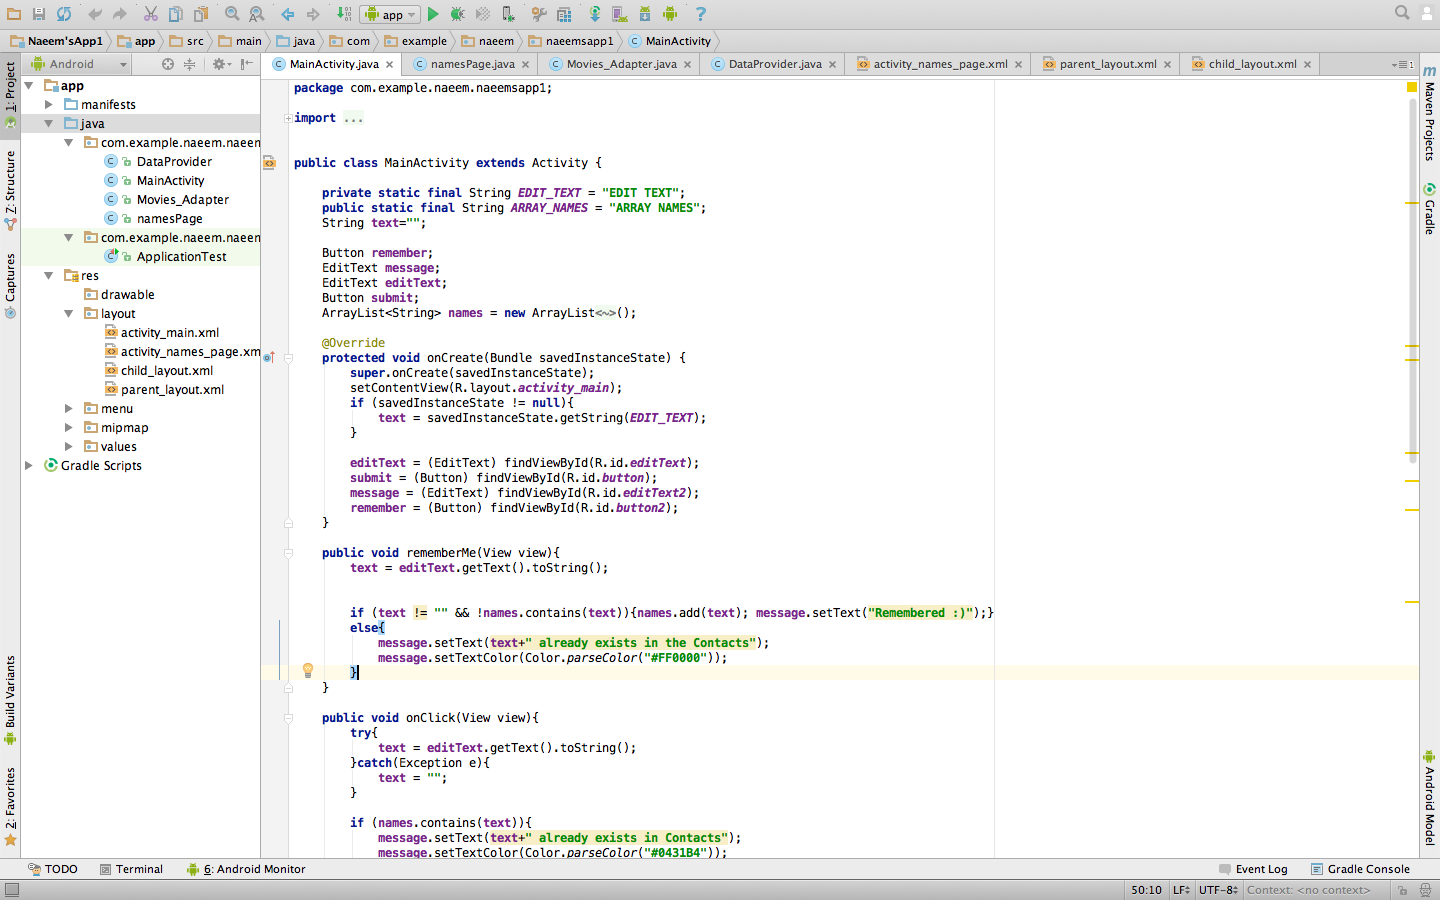 app
Naeem'sApp1 app src main java com example naeem naeemsapp1 MainActivity
Android
MainActivity.java namesPage.java Movies_Adapter.java DataProvider.java activity_names_page.xml parent_layout.xml child_layout.xml
1
1: Project
Z: Structure
Captures
Build Variants
2: Favorites
app
manifests
java
com.example.naeem.naeem
DataProvider
MainActivity
Movies_Adapter
namesPage
com.example.naeem.naeem
ApplicationTest
res
drawable
layout
activity_main.xml
activity_names_page.xm
child_layout.xml
parent_layout.xml
menu
mipmap
values
Gradle Scripts
package com.example.naeem.naeemsapp1;
import ...
public class MainActivity extends Activity {
private static final String EDIT_TEXT = "EDIT TEXT";
public static final String ARRAY_NAMES = "ARRAY NAMES";
String text="";
Button remember;
EditText message;
EditText editText;
Button submit;
ArrayList<String> names = new ArrayList<~>();
@Override
protected void onCreate(Bundle savedInstanceState) {
super.onCreate(savedInstanceState);
setContentView(R.layout.activity_main);
if (savedInstanceState != null){
text = savedInstanceState.getString(EDIT_TEXT);
}
editText = (EditText) findViewById(R.id.editText);
submit = (Button) findViewById(R.id.button);
message = (EditText) findViewById(R.id.editText2);
remember = (Button) findViewById(R.id.button2);
}
public void rememberMe(View view){
text = editText.getText().toString();
if (text != "" && !names.contains(text)){names.add(text); message.setText("Remembered :)");}
else{
message.setText(text+" already exists in the Contacts");
message.setTextColor(Color.parseColor("#FF0000"));
}
}
public void onClick(View view){
try{
text = editText.getText().toString();
}catch(Exception e){
text = "";
}
if (names.contains(text)){
message.setText(text+" already exists in Contacts");
message.setTextColor(Color.parseColor("#0431B4"));
m Maven Projects
Gradle
Android Model
TODO Terminal 6: Android Monitor Event Log Gradle Console
50:10 LF UTF-8 Context: <no context>